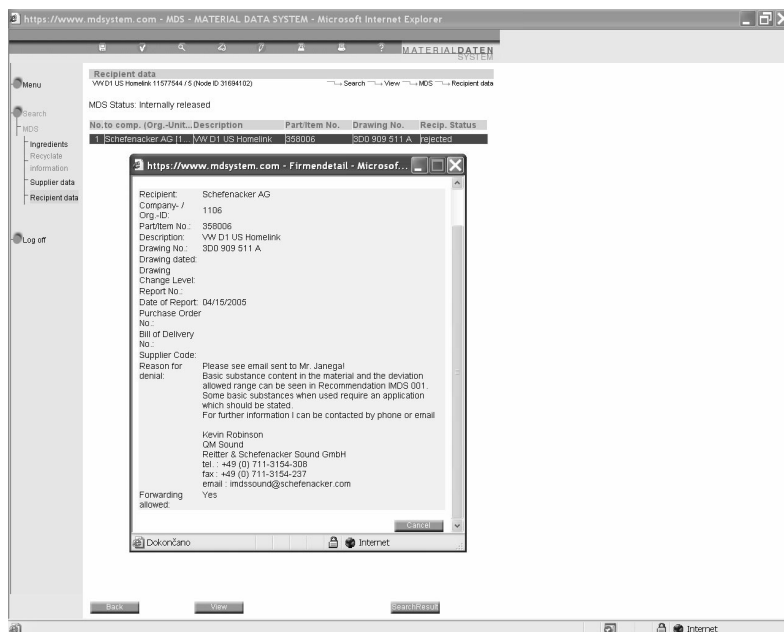 https://www.mdsystem.com - MDS - MATERIAL DATA SYSTEM - Microsoft Internet Explorer
MATERIALDATEN
SYSTEM
Menu
Search
MDS
Ingredients
Recyclate
information
Supplier data
Recipient data
Log off
Recipient data
VW D1 US Homelink 11577544 / 5 (Node ID 31694102)
Search View MDS Recipient data
MDS Status: Internally released
No. to comp. (Org.-Unit... Description Part/Item No. Drawing No. Recip. Status
1 Schefenacker AG [1... VW D1 US Homelink 358006 3D0 909 511 A rejected
https://www.mdsystem.com - Firmendetail - Microsof...
Recipient: Schefenacker AG
Company- /
Org.-ID: 1106
Part/Item No.: 358006
Description: VW D1 US Homelink
Drawing No.: 3D0 909 511 A
Drawing dated:
Drawing
Change Level:
Report No.:
Date of Report: 04/15/2005
Purchase Order
No.:
Bill of Delivery
No.:
Supplier Code:
Reason for Please see email sent to Mr. Janegal
denial: Basic substance content in the material and the deviation
allowed range can be seen in Recommendation IMDS 001.
Some basic substances when used require an application
which should be stated.
For further information I can be contacted by phone or email
Kevin Robinson
QM Sound
Reitter & Schefenacker Sound GmbH
tel. : +49 (0) 711-3154-308
fax : +49 (0) 711-3154-237
email : imdssound@schefenacker.com
Forwarding Yes
allowed:
Cancel
Dokončano Internet
Back View SearchResult
Internet